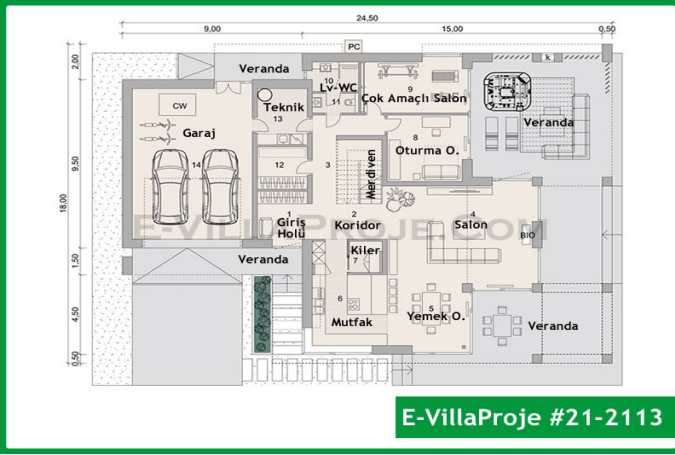 24,50
9,00
15,00
0,50
PC
k
2,00
Veranda
10
Lv-WC
11
9
Çok Amaçlı Salon
Teknik
13
CW
Garaj
14
Veranda
8
Oturma O.
9,50
18,00
12
3
Merdiven
1
Giriş
Holü
2
Koridor
4
Salon
E-VillaProje.Com
BIO
Veranda
Kiler
7
1,50
6
Mutfak
5
Yemek O.
Veranda
4,50
0,50
E-VillaProje #21-2113